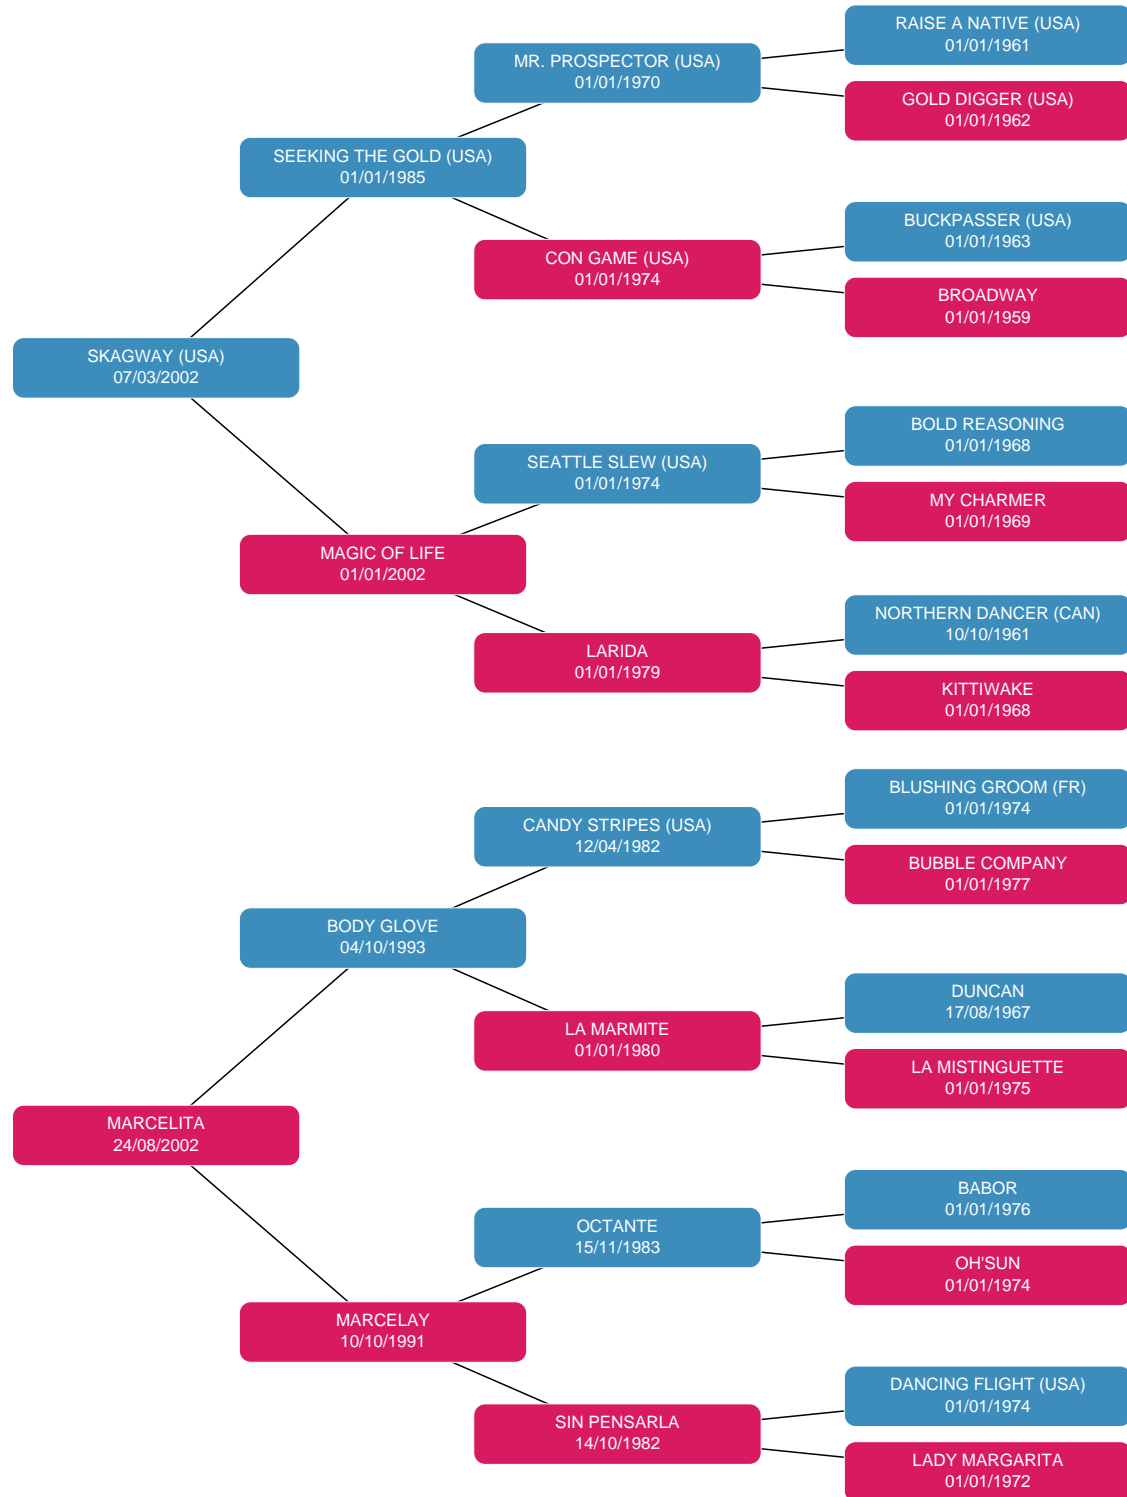 RAISE A NATIVE (USA)
01/01/1961
MR. PROSPECTOR (USA)
01/01/1970
GOLD DIGGER (USA)
01/01/1962
SEEKING THE GOLD (USA)
01/01/1985
BUCKPASSER (USA)
01/01/1963
CON GAME (USA)
01/01/1974
BROADWAY
01/01/1959
SKAGWAY (USA)
07/03/2002
BOLD REASONING
01/01/1968
SEATTLE SLEW (USA)
01/01/1974
MY CHARMER
01/01/1969
MAGIC OF LIFE
01/01/2002
NORTHERN DANCER (CAN)
10/10/1961
LARIDA
01/01/1979
KITTIWAKE
01/01/1968
BLUSHING GROOM (FR)
01/01/1974
CANDY STRIPES (USA)
12/04/1982
BUBBLE COMPANY
01/01/1977
BODY GLOVE
04/10/1993
DUNCAN
17/08/1967
LA MARMITE
01/01/1980
LA MISTINGUETTE
01/01/1975
MARCELITA
24/08/2002
BABOR
01/01/1976
OCTANTE
15/11/1983
OH'SUN
01/01/1974
MARCELAY
10/10/1991
DANCING FLIGHT (USA)
01/01/1974
SIN PENSARLA
14/10/1982
LADY MARGARITA
01/01/1972